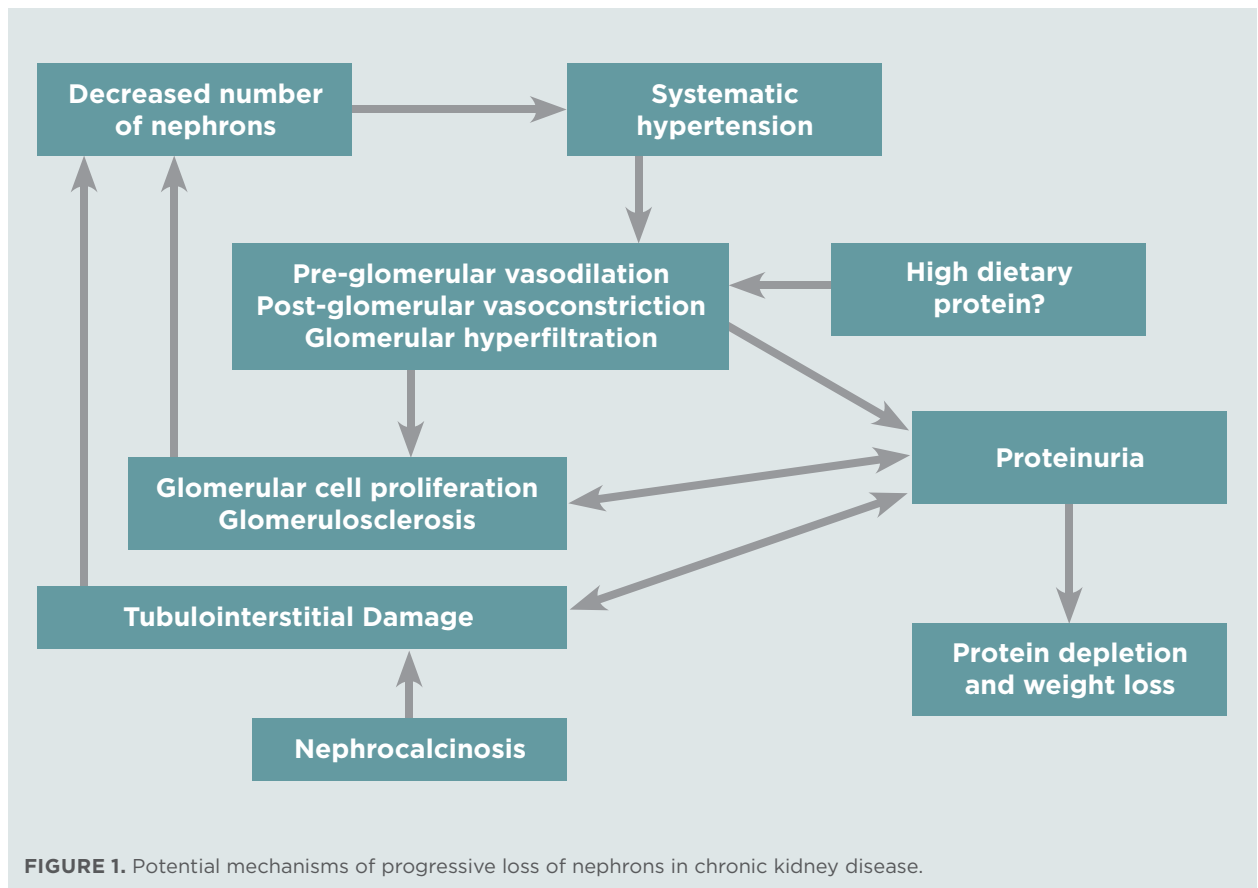 Decreased number
of nephrons
Systematic
hypertension
Pre-glomerular vasodilation
Post-glomerular vasoconstriction
Glomerular hyperfiltration
High dietary
protein?
Proteinuria
Glomerular cell proliferation
Glomerulosclerosis
Tubulointerstitial Damage
Protein depletion
and weight loss
Nephrocalcinosis
FIGURE 1. Potential mechanisms of progressive loss of nephrons in chronic kidney disease.